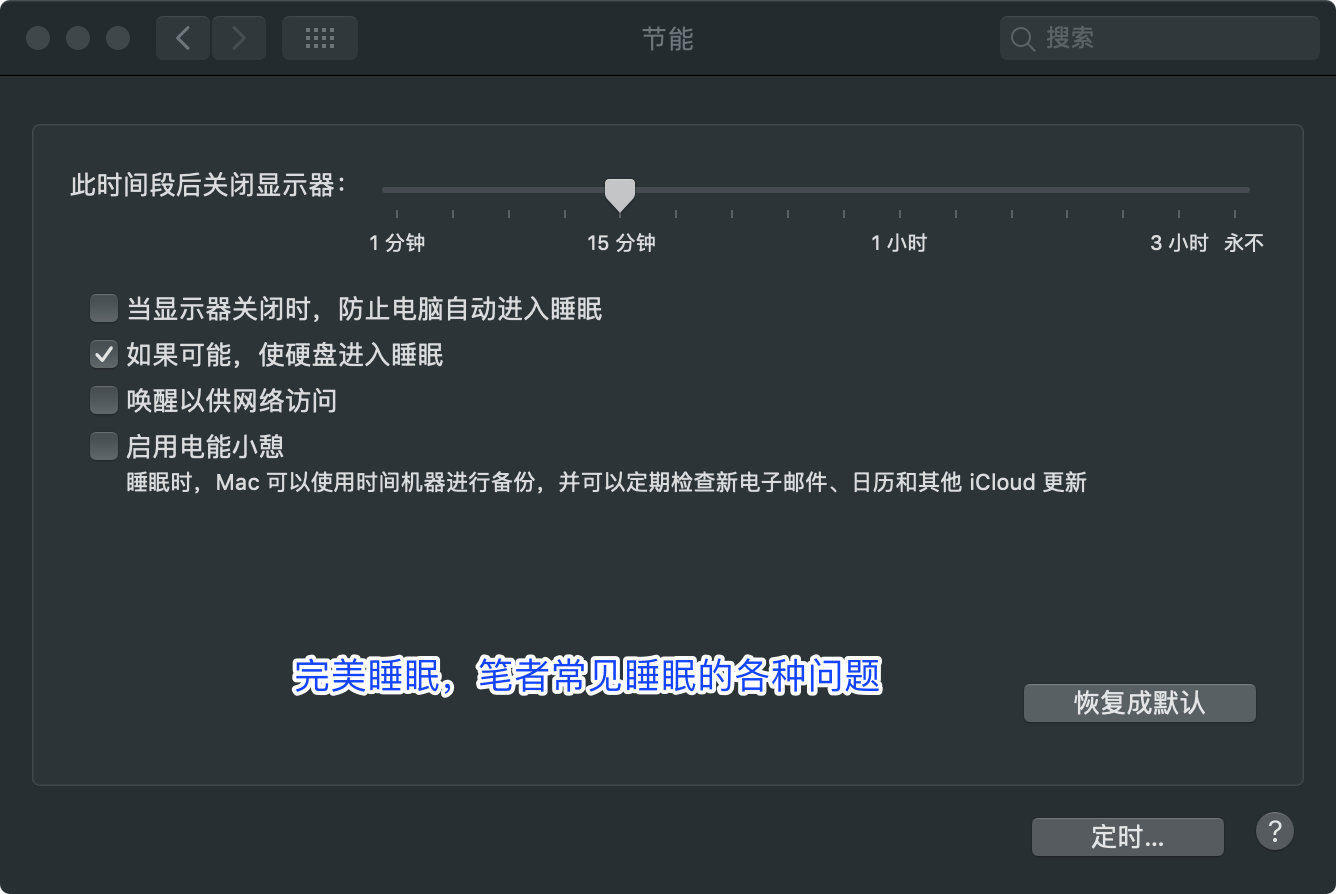 节能
搜索
此时间段后关闭显示器：
1 分钟 15 分钟 1 小时 3 小时 永不
当显示器关闭时，防止电脑自动进入睡眠
如果可能，使硬盘进入睡眠
唤醒以供网络访问
启用电能小憩
睡眠时，Mac 可以使用时间机器进行备份，并可以定期检查新电子邮件、日历和其他 iCloud 更新
完美睡眠，笔者常见睡眠的各种问题
恢复成默认
定时...
?